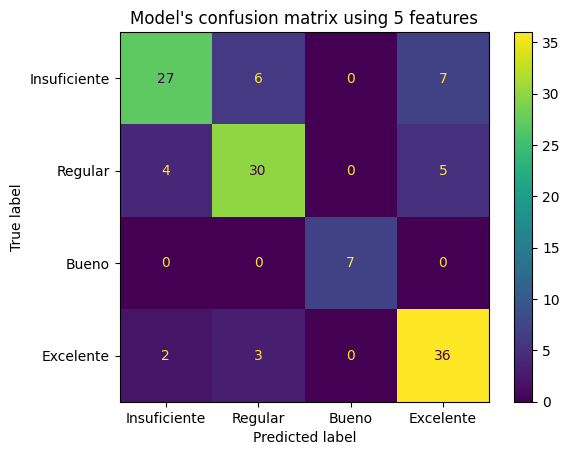 Model's confusion matrix using 5 features
Insuficiente 27 6 0 7
Regular 4 30 0 5
Bueno 0 0 7 0
Excelente 2 3 0 36
Insuficiente Regular Bueno Excelente
Predicted label
True label
35
30
25
20
15
10
5
0